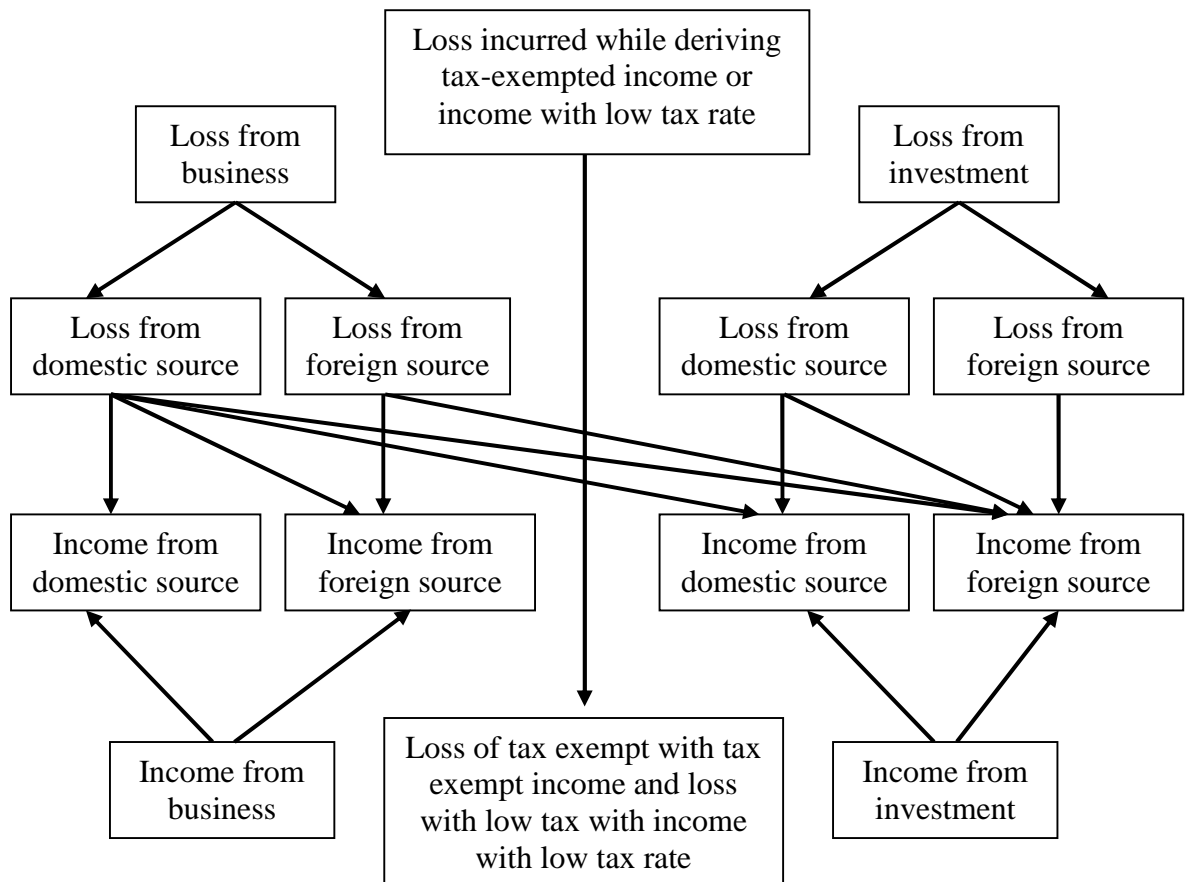 Loss incurred while deriving
tax-exempted income or
income with low tax rate
Loss from
business
Loss from
investment
Loss from
domestic source
Loss from
foreign source
Loss from
domestic source
Loss from
foreign source
Income from
domestic source
Income from
foreign source
Income from
domestic source
Income from
foreign source
Income from
business
Loss of tax exempt with tax
exempt income and loss
with low tax with income
with low tax rate
Income from
investment